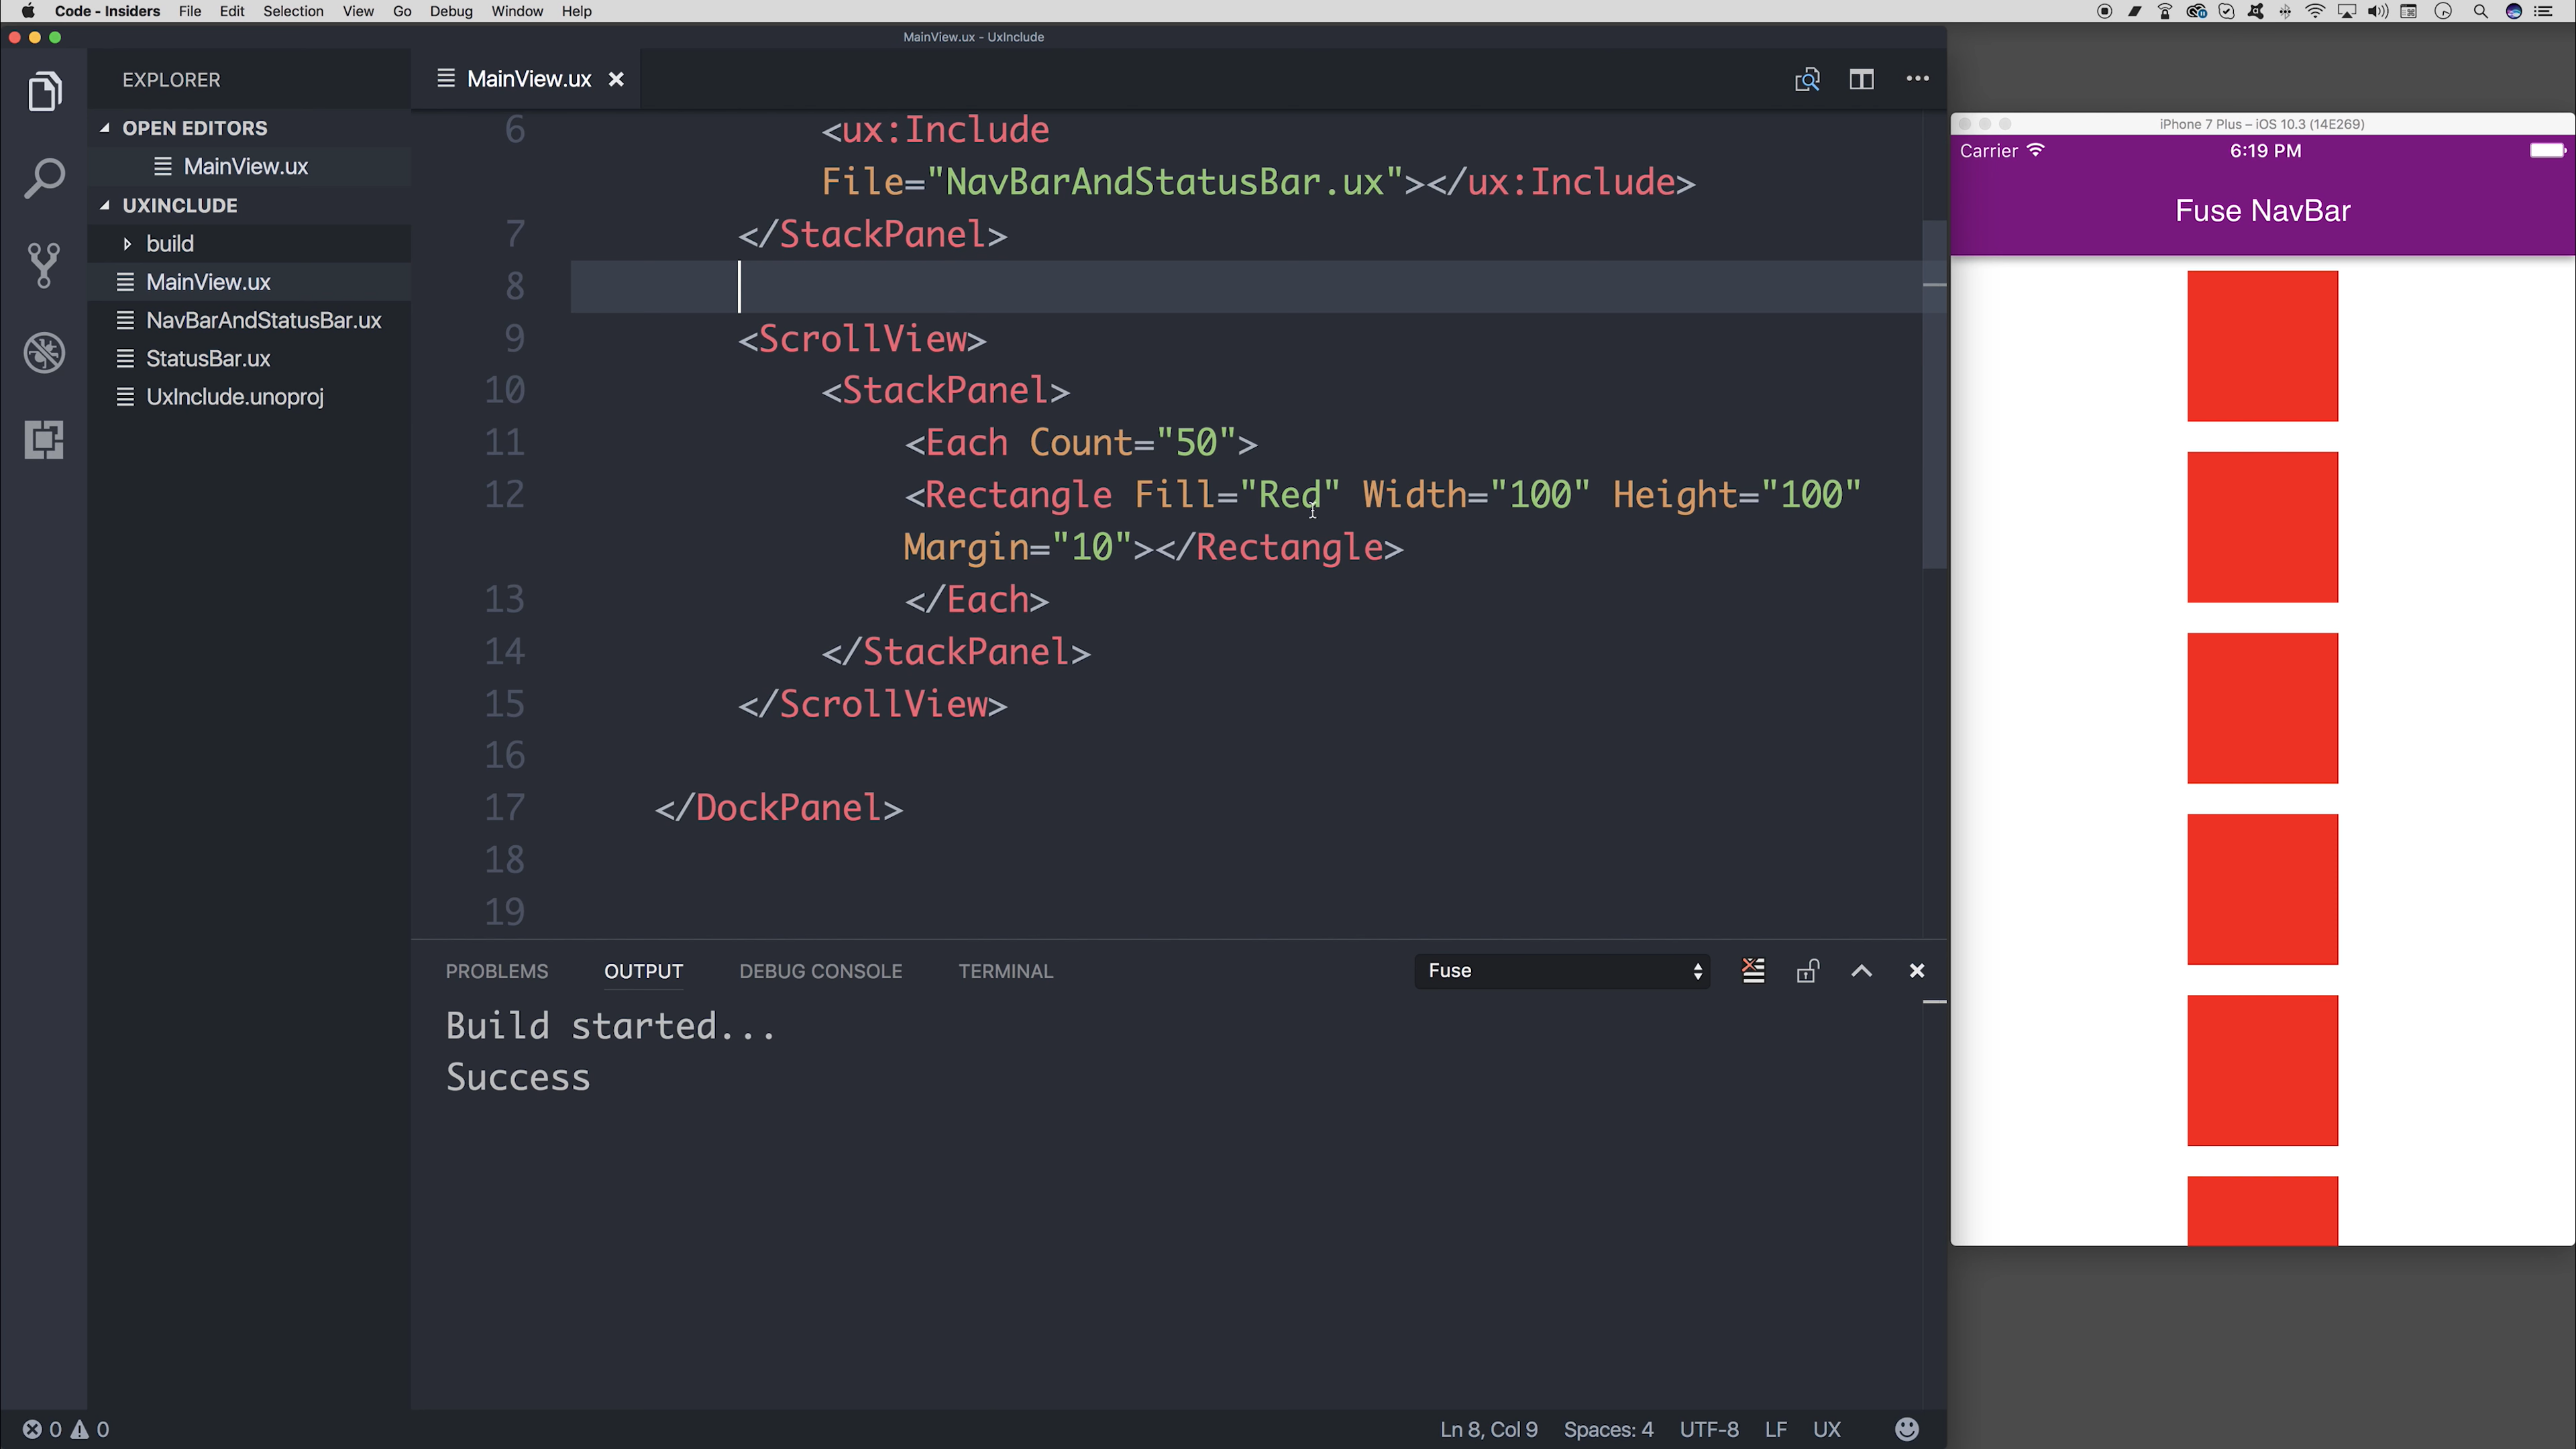 Code - Insiders File Edit Selection View Go Debug Window Help
MainView.ux - UxInclude
EXPLORER
OPEN EDITORS
MainView.ux
UXINCLUDE
build
MainView.ux
NavBarAndStatusBar.ux
StatusBar.ux
UxInclude.unoproj
MainView.ux
6 <ux:Include
File="NavBarAndStatusBar.ux"></ux:Include>
7 </StackPanel>
8
9 <ScrollView>
10 <StackPanel>
11 <Each Count="50">
12 <Rectangle Fill="Red" Width="100" Height="100"
Margin="10"></Rectangle>
13 </Each>
14 </StackPanel>
15 </ScrollView>
16
17 </DockPanel>
18
19
PROBLEMS OUTPUT DEBUG CONSOLE TERMINAL Fuse
Build started...
Success
0 0 Ln 8, Col 9 Spaces: 4 UTF-8 LF UX
iPhone 7 Plus – iOS 10.3 (14E269)
Carrier 6:19 PM
Fuse NavBar